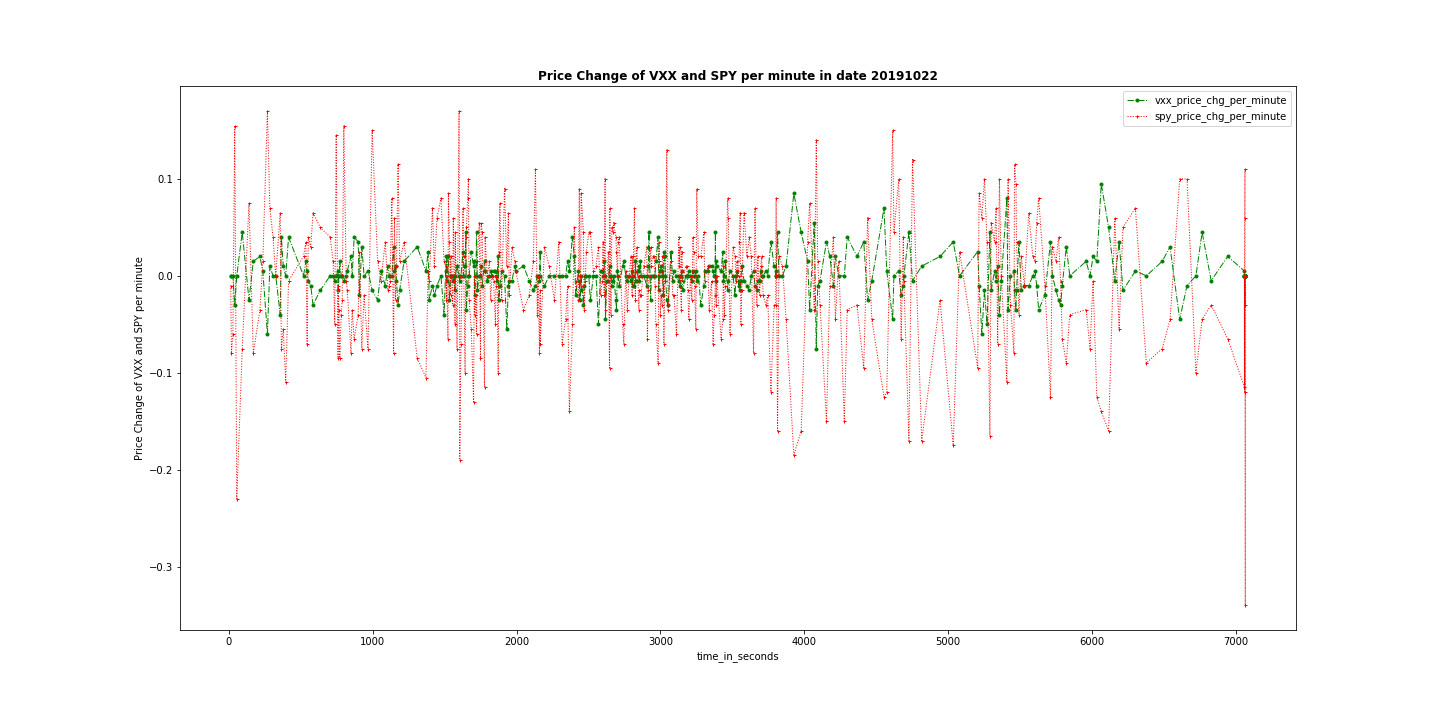 Price Change of VXX and SPY per minute in date 20191022
vxx_price_chg_per_minute
spy_price_chg_per_minute
Price Change of VXX and SPY per minute
0.1
0.0
−0.1
−0.2
−0.3
0 1000 2000 3000 4000 5000 6000 7000
time_in_seconds